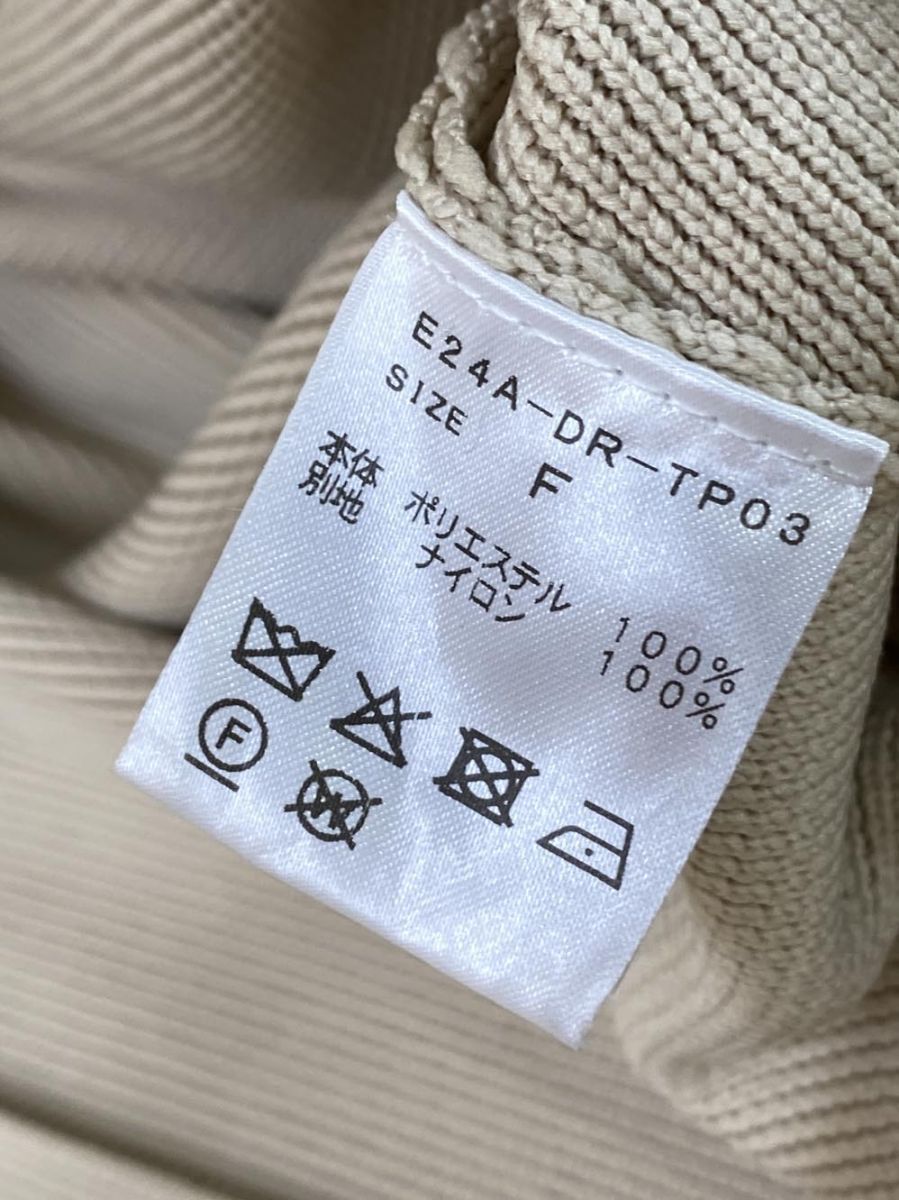 E24A-DR-TP03
SIZE F
本体 ポリエステル 100%
別地 ナイロン 100%
F
W